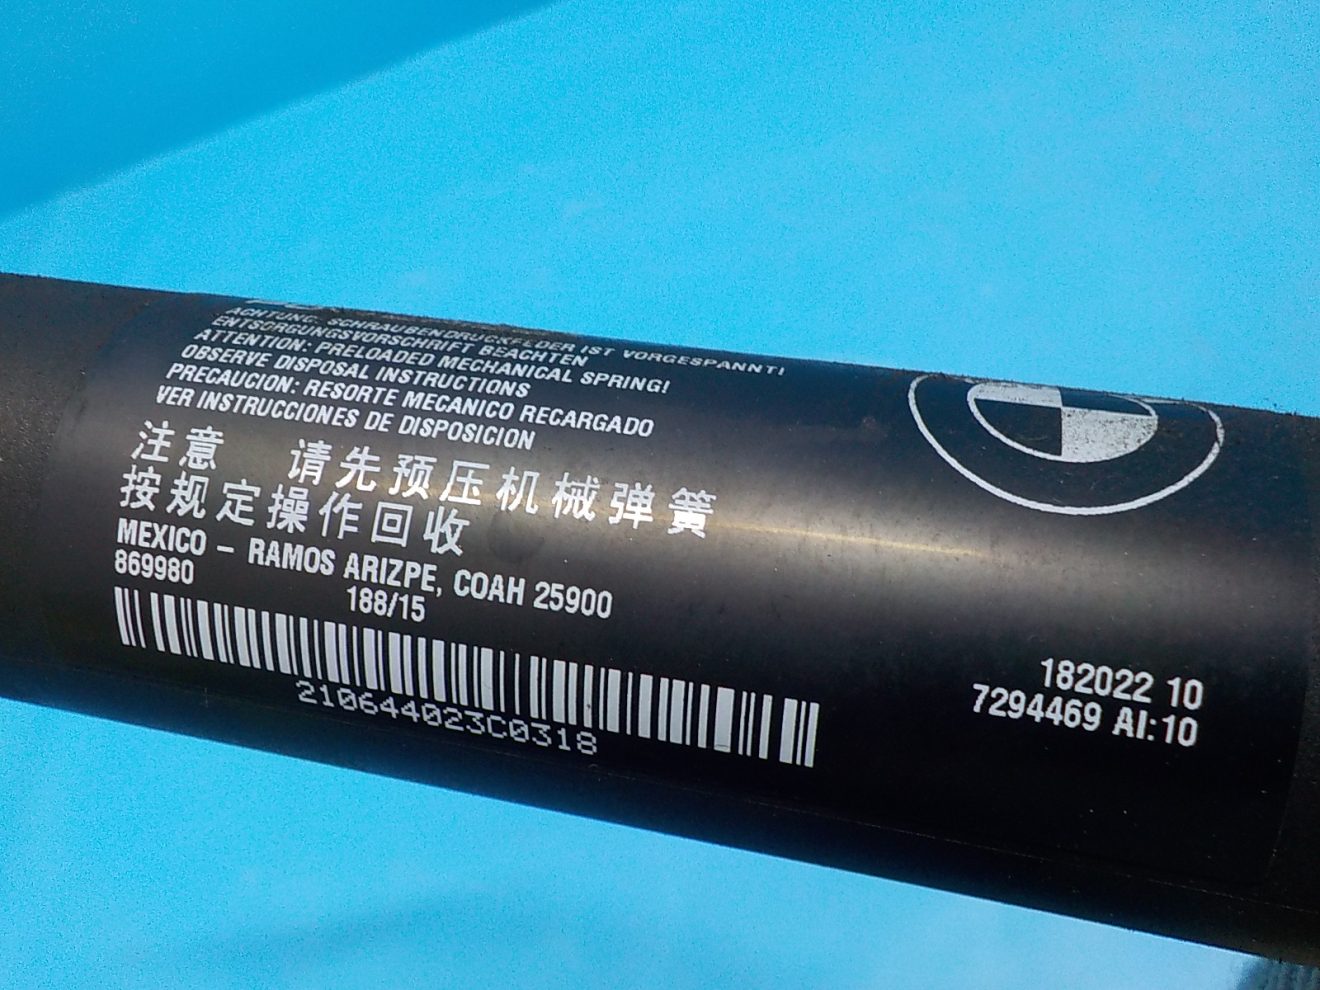 ACHTUNG: SCHRAUBENDRUCKFEDER IST VORGESPANNT!
ENTSORGUNGSVORSCHRIFT BEACHTEN
ATTENTION: PRELOADED MECHANICAL SPRING!
OBSERVE DISPOSAL INSTRUCTIONS
PRECAUCION: RESORTE MECANICO RECARGADO
VER INSTRUCCIONES DE DISPOSICION
注意 请先预压机械弹簧
按规定操作回收
MEXICO – RAMOS ARIZPE, COAH 25900
869980
188/15
210644023C0318
182022 10
7294469 AI:10